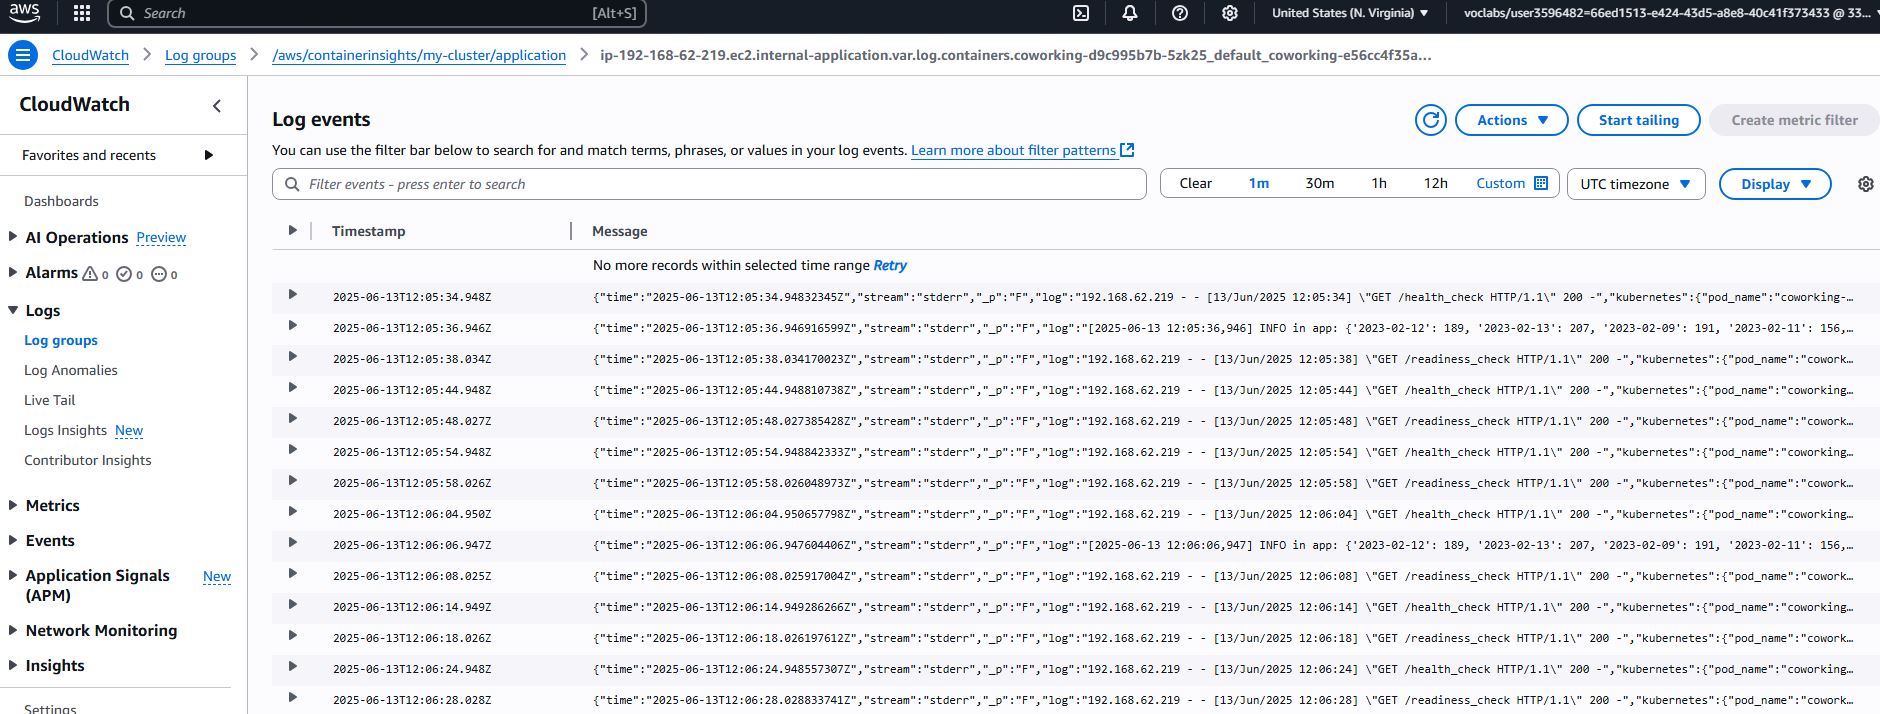 aws
Search [Alt+S] United States (N. Virginia) voclabs/user3596482=66ed1513-e424-43d5-a8e8-40c41f373433 @ 33...
CloudWatch Log groups /aws/containerinsights/my-cluster/application ip-192-168-62-219.ec2.internal-application.var.log.containers.coworking-d9c995b7b-5zk25_default_coworking-e56cc4f35a...
CloudWatch
Favorites and recents
Dashboards
AI Operations Preview
Alarms 0 0 0
Logs
Log groups
Log Anomalies
Live Tail
Logs Insights New
Contributor Insights
Metrics
Events
Application Signals (APM) New
Network Monitoring
Insights
Settings
Log events
Actions Start tailing Create metric filter
You can use the filter bar below to search for and match terms, phrases, or values in your log events. Learn more about filter patterns
Filter events - press enter to search
Clear 1m 30m 1h 12h Custom UTC timezone Display
Timestamp Message
No more records within selected time range Retry
2025-06-13T12:05:34.948Z {"time":"2025-06-13T12:05:34.94832345Z","stream":"stderr","_p":"F","log":"192.168.62.219 - - [13/Jun/2025 12:05:34] \"GET /health_check HTTP/1.1\" 200 -","kubernetes":{"pod_name":"coworking-…
2025-06-13T12:05:36.946Z {"time":"2025-06-13T12:05:36.946916599Z","stream":"stderr","_p":"F","log":"[2025-06-13 12:05:36,946] INFO in app: {'2023-02-12': 189, '2023-02-13': 207, '2023-02-09': 191, '2023-02-11': 156,…
2025-06-13T12:05:38.034Z {"time":"2025-06-13T12:05:38.034170023Z","stream":"stderr","_p":"F","log":"192.168.62.219 - - [13/Jun/2025 12:05:38] \"GET /readiness_check HTTP/1.1\" 200 -","kubernetes":{"pod_name":"cowork…
2025-06-13T12:05:44.948Z {"time":"2025-06-13T12:05:44.948810738Z","stream":"stderr","_p":"F","log":"192.168.62.219 - - [13/Jun/2025 12:05:44] \"GET /health_check HTTP/1.1\" 200 -","kubernetes":{"pod_name":"coworking…
2025-06-13T12:05:48.027Z {"time":"2025-06-13T12:05:48.027385428Z","stream":"stderr","_p":"F","log":"192.168.62.219 - - [13/Jun/2025 12:05:48] \"GET /readiness_check HTTP/1.1\" 200 -","kubernetes":{"pod_name":"cowork…
2025-06-13T12:05:54.948Z {"time":"2025-06-13T12:05:54.948842333Z","stream":"stderr","_p":"F","log":"192.168.62.219 - - [13/Jun/2025 12:05:54] \"GET /health_check HTTP/1.1\" 200 -","kubernetes":{"pod_name":"coworking…
2025-06-13T12:05:58.026Z {"time":"2025-06-13T12:05:58.026048973Z","stream":"stderr","_p":"F","log":"192.168.62.219 - - [13/Jun/2025 12:05:58] \"GET /readiness_check HTTP/1.1\" 200 -","kubernetes":{"pod_name":"cowork…
2025-06-13T12:06:04.950Z {"time":"2025-06-13T12:06:04.950657798Z","stream":"stderr","_p":"F","log":"192.168.62.219 - - [13/Jun/2025 12:06:04] \"GET /health_check HTTP/1.1\" 200 -","kubernetes":{"pod_name":"coworking…
2025-06-13T12:06:06.947Z {"time":"2025-06-13T12:06:06.947604406Z","stream":"stderr","_p":"F","log":"[2025-06-13 12:06:06,947] INFO in app: {'2023-02-12': 189, '2023-02-13': 207, '2023-02-09': 191, '2023-02-11': 156,…
2025-06-13T12:06:08.025Z {"time":"2025-06-13T12:06:08.025917004Z","stream":"stderr","_p":"F","log":"192.168.62.219 - - [13/Jun/2025 12:06:08] \"GET /readiness_check HTTP/1.1\" 200 -","kubernetes":{"pod_name":"cowork…
2025-06-13T12:06:14.949Z {"time":"2025-06-13T12:06:14.949286266Z","stream":"stderr","_p":"F","log":"192.168.62.219 - - [13/Jun/2025 12:06:14] \"GET /health_check HTTP/1.1\" 200 -","kubernetes":{"pod_name":"coworking…
2025-06-13T12:06:18.026Z {"time":"2025-06-13T12:06:18.026197612Z","stream":"stderr","_p":"F","log":"192.168.62.219 - - [13/Jun/2025 12:06:18] \"GET /readiness_check HTTP/1.1\" 200 -","kubernetes":{"pod_name":"cowork…
2025-06-13T12:06:24.948Z {"time":"2025-06-13T12:06:24.948557307Z","stream":"stderr","_p":"F","log":"192.168.62.219 - - [13/Jun/2025 12:06:24] \"GET /health_check HTTP/1.1\" 200 -","kubernetes":{"pod_name":"coworking…
2025-06-13T12:06:28.028Z {"time":"2025-06-13T12:06:28.028833741Z","stream":"stderr","_p":"F","log":"192.168.62.219 - - [13/Jun/2025 12:06:28] \"GET /readiness_check HTTP/1.1\" 200 -","kubernetes":{"pod_name":"cowork…